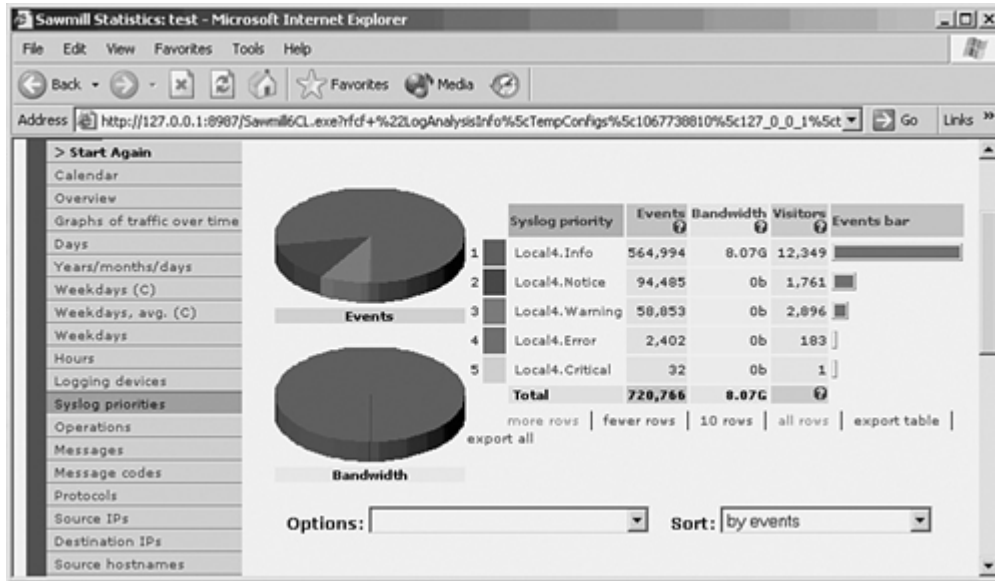 Sawmill Statistics: test - Microsoft Internet Explorer
File Edit View Favorites Tools Help
Back Favorites Media
Address http://127.0.0.1:8987/Sawmill6CL.exe?rfcf+%22LogAnalysisInfo%5cTempConfigs%5c1067738810%5c127_0_0_1%5ct Go Links »
> Start Again
Calendar
Overview
Graphs of traffic over time
Days
Years/months/days
Weekdays (C)
Weekdays, avg. (C)
Weekdays
Hours
Logging devices
Syslog priorities
Operations
Messages
Message codes
Protocols
Source IPs
Destination IPs
Source hostnames
Events
Bandwidth
Syslog priority Events Bandwidth Visitors Events bar
1 Local4.Info 564,994 8.07G 12,349
2 Local4.Notice 94,485 0b 1,761
3 Local4.Warning 58,853 0b 2,896
4 Local4.Error 2,402 0b 183
5 Local4.Critical 32 0b 1
Total 720,766 8.07G
more rows | fewer rows | 10 rows | all rows | export table |
export all
Options: Sort: by events